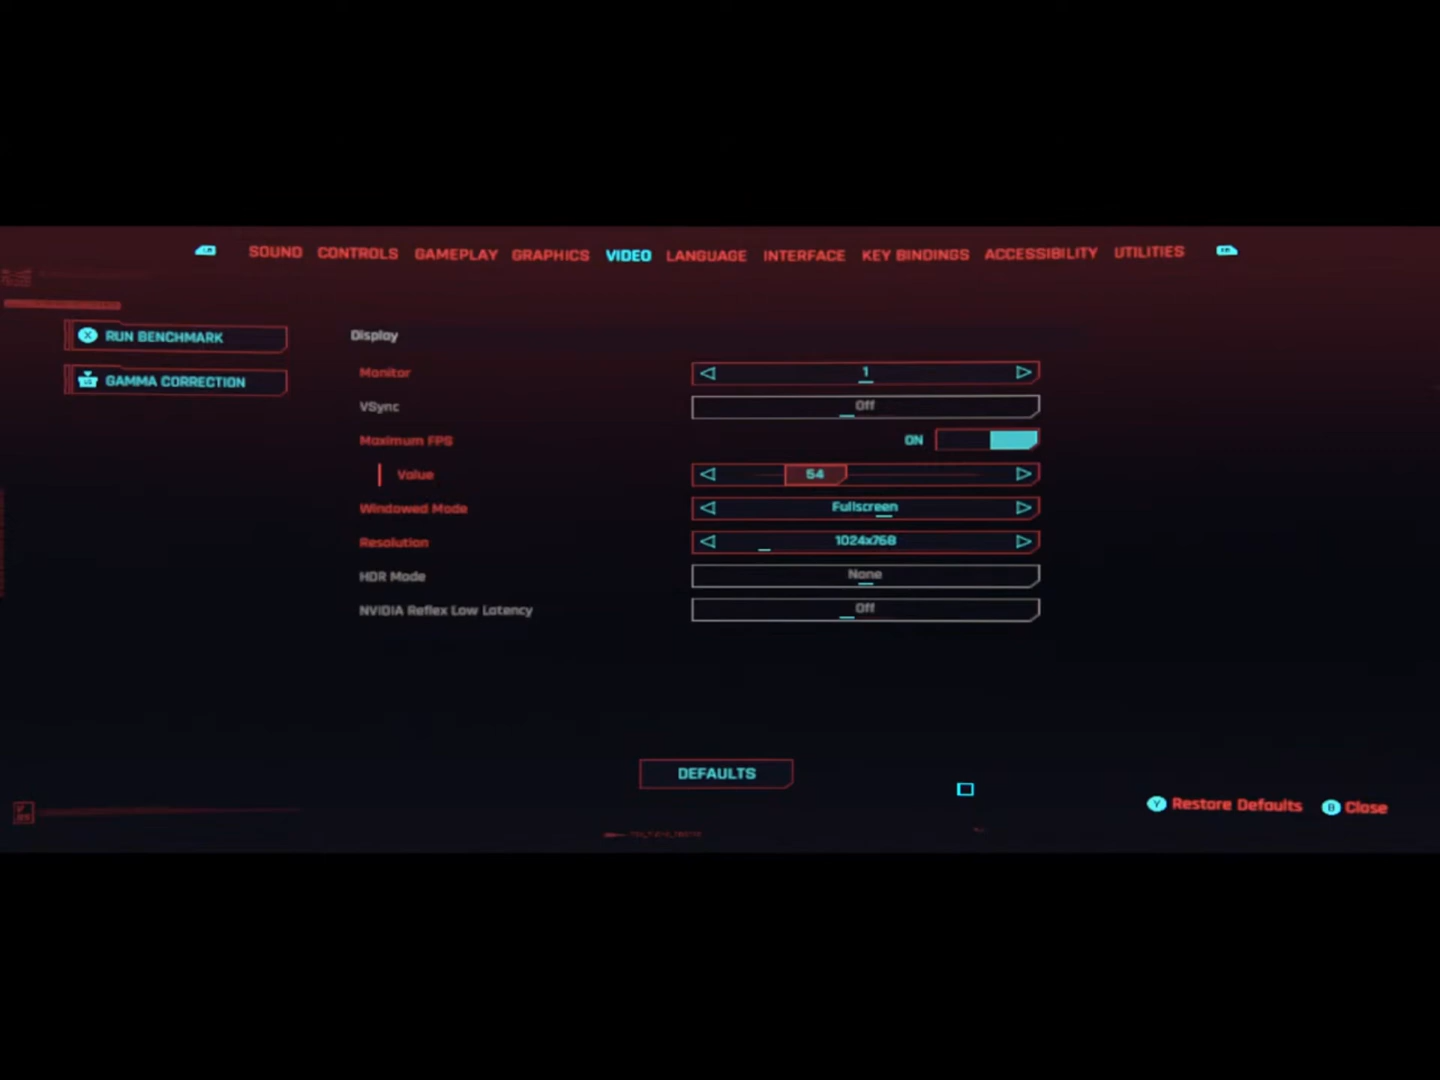 SOUND CONTROLS GAMEPLAY GRAPHICS VIDEO LANGUAGE INTERFACE KEY BINDINGS ACCESSIBILITY UTILITIES
X RUN BENCHMARK
GAMMA CORRECTION
Display
Monitor 1
VSync Off
Maximum FPS ON
Value 54
Windowed Mode Fullscreen
Resolution 1024x768
HDR Mode None
NVIDIA Reflex Low Latency Off
DEFAULTS
Y Restore Defaults B Close